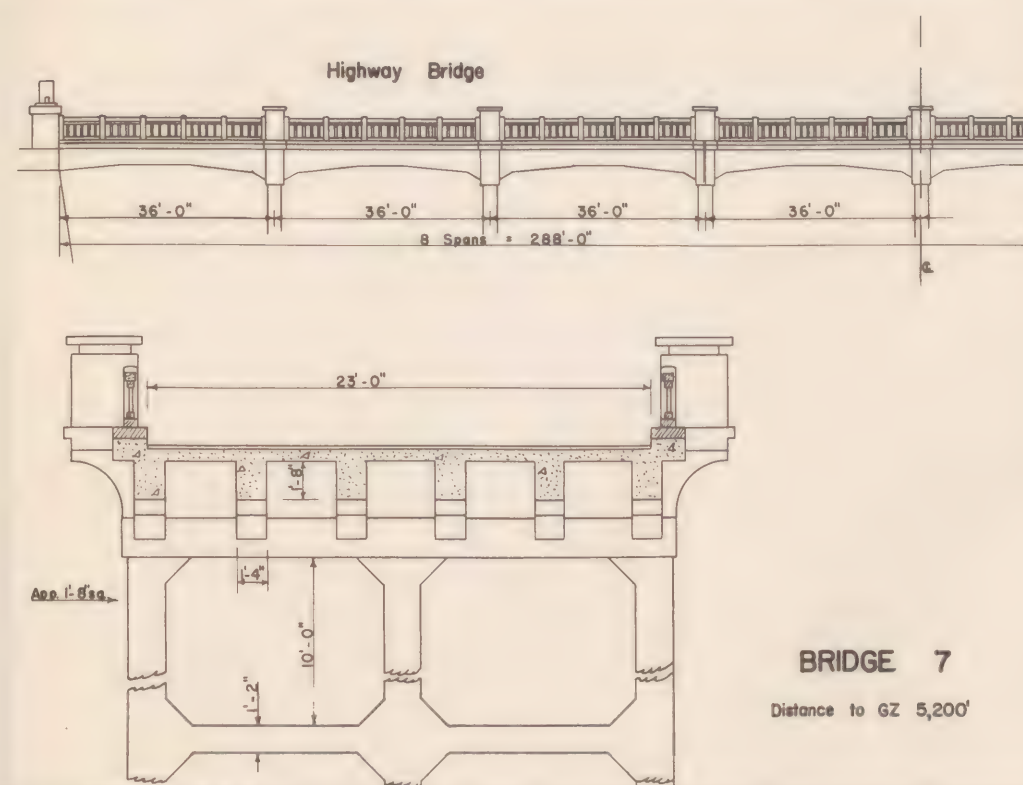 Highway Bridge
36'-0" 36'-0" 36'-0" 36'-0"
8 Spans = 288'-0"
℄
23'-0"
1'-8"
1'-4"
App. 1'-8" sq.
10'-0"
1'-2"
BRIDGE 7
Distance to GZ 5,200'